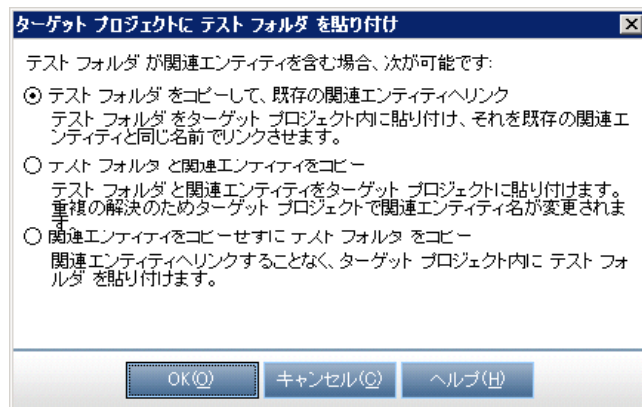 ターゲット プロジェクトに テスト フォルダ を貼り付け
テスト フォルダ が関連エンティティを含む場合、次が可能です:
テスト フォルダ をコピーして、既存の関連エンティティへリンク
テスト フォルダ をターゲット プロジェクト内に貼り付け、それを既存の関連エ
ンティティと同じ名前でリンクさせます。
テスト フォルダ と関連エンティティをコピー
テスト フォルダ と関連エンティティをターゲット プロジェクトに貼り付けます。
重複の解決のためターゲット プロジェクトで関連エンティティ名が変更されま
す。
関連エンティティをコピーせずに テスト フォルダ をコピー
関連エンティティへリンクすることなく、ターゲット プロジェクト内に テスト フォ
ルダ を貼り付けます。
OK(O) キャンセル(C) ヘルプ(H)